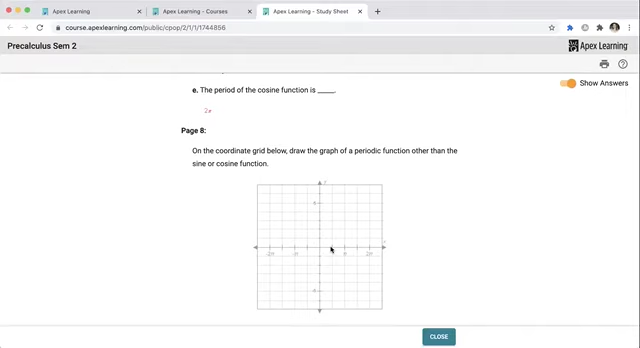 Apex Learning
Apex Learning - Courses
Apex Learning - Study Sheet
course.apexlearning.com/public/cpop/2/1/1/1744856
Precalculus Sem 2
Apex Learning
Show Answers
e. The period of the cosine function is _____.
2π
Page 8:
On the coordinate grid below, draw the graph of a periodic function other than the
sine or cosine function.
CLOSE